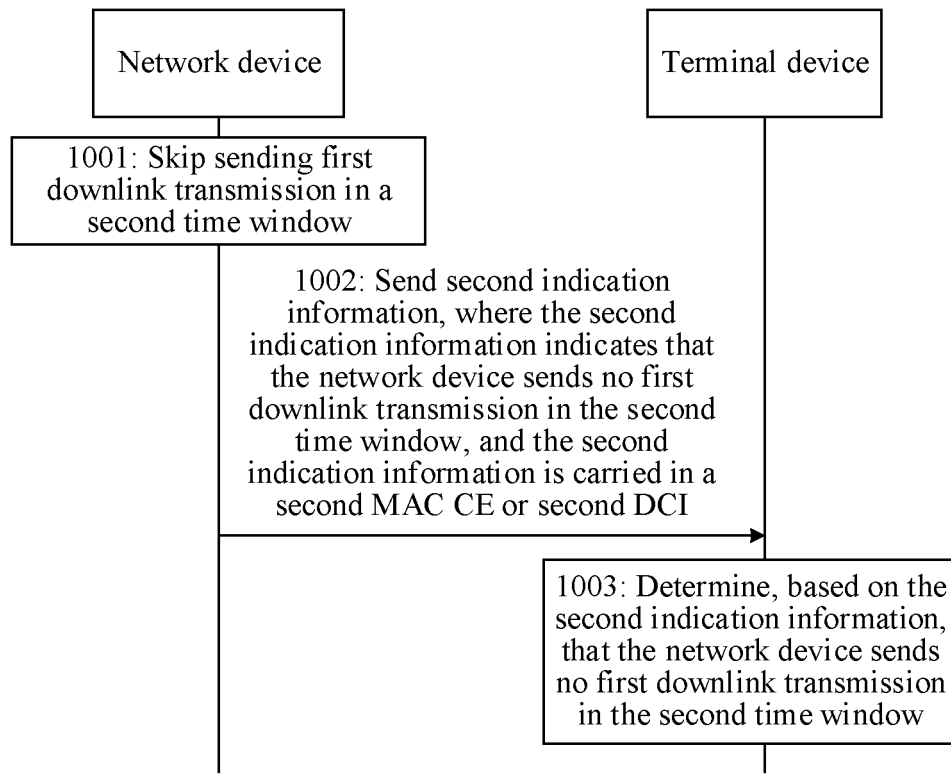 Network device
Terminal device
1001: Skip sending first
downlink transmission in a
second time window
1002: Send second indication
information, where the second
indication information indicates that
the network device sends no first
downlink transmission in the second
time window, and the second
indication information is carried in a
second MAC CE or second DCI
1003: Determine, based on the
second indication information,
that the network device sends
no first downlink transmission
in the second time window